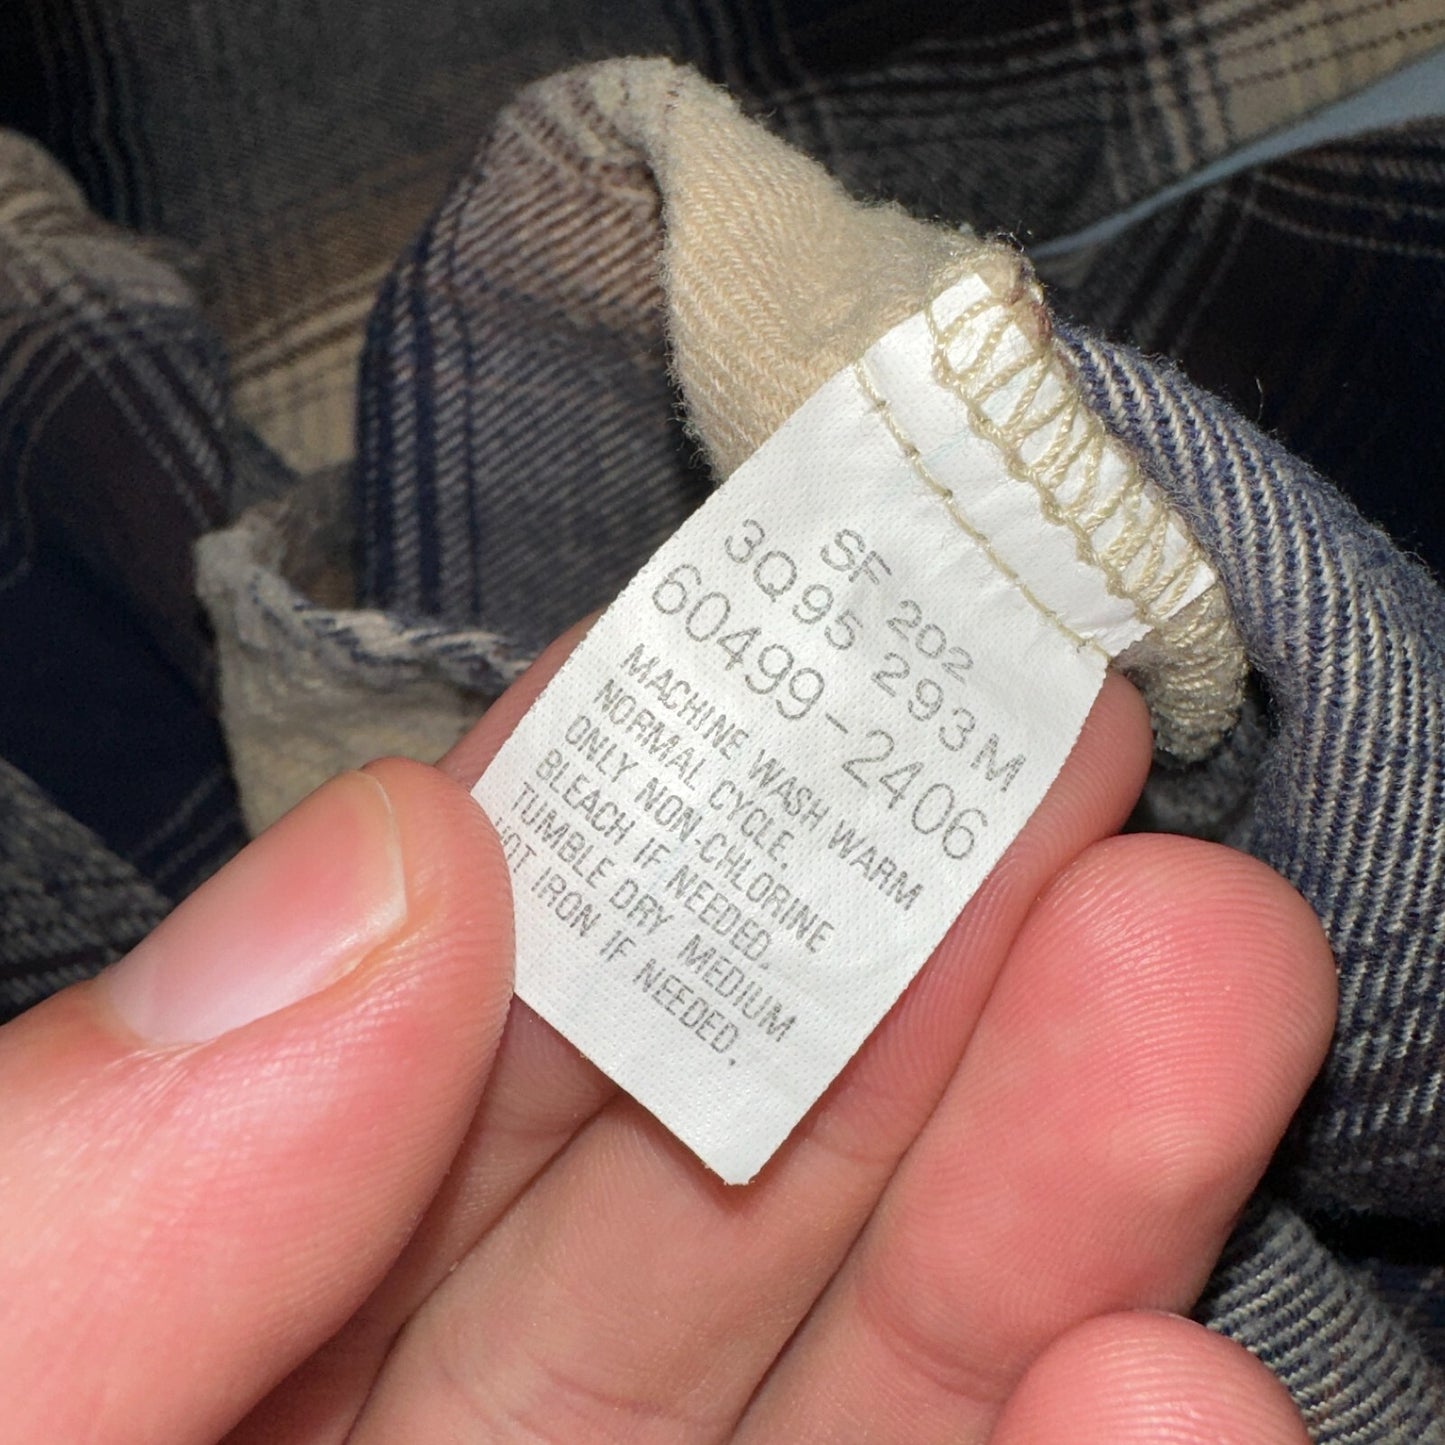 SF 202
3Q95 293M
60499-2406
MACHINE WASH WARM
NORMAL CYCLE.
ONLY NON-CHLORINE
BLEACH IF NEEDED.
TUMBLE DRY MEDIUM
HOT IRON IF NEEDED.